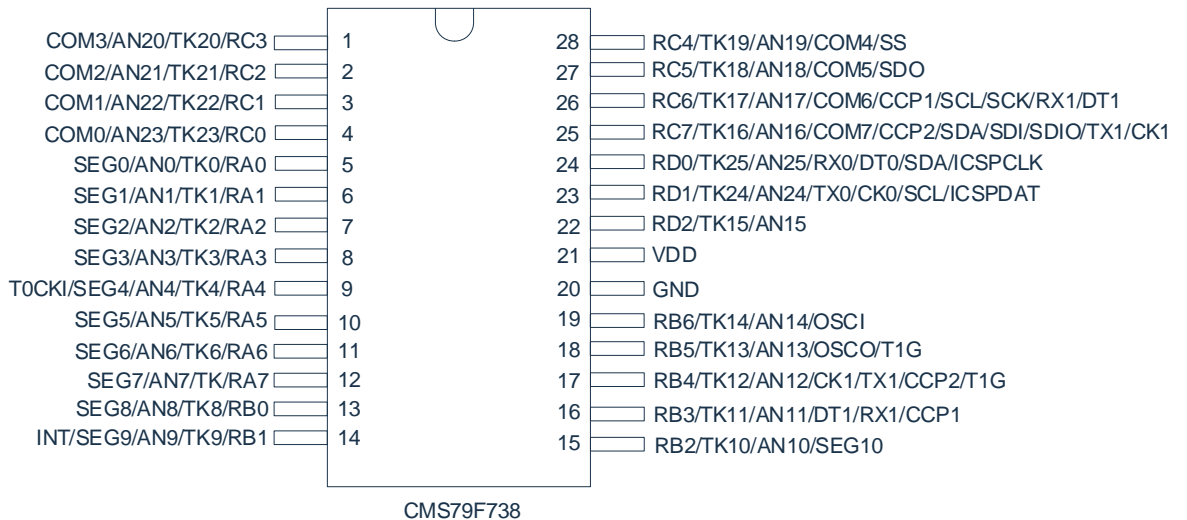 COM3/AN20/TK20/RC3 1 28 RC4/TK19/AN19/COM4/SS
COM2/AN21/TK21/RC2 2 27 RC5/TK18/AN18/COM5/SDO
COM1/AN22/TK22/RC1 3 26 RC6/TK17/AN17/COM6/CCP1/SCL/SCK/RX1/DT1
COM0/AN23/TK23/RC0 4 25 RC7/TK16/AN16/COM7/CCP2/SDA/SDI/SDIO/TX1/CK1
SEG0/AN0/TK0/RA0 5 24 RD0/TK25/AN25/RX0/DT0/SDA/ICSPCLK
SEG1/AN1/TK1/RA1 6 23 RD1/TK24/AN24/TX0/CK0/SCL/ICSPDAT
SEG2/AN2/TK2/RA2 7 22 RD2/TK15/AN15
SEG3/AN3/TK3/RA3 8 21 VDD
T0CKI/SEG4/AN4/TK4/RA4 9 20 GND
SEG5/AN5/TK5/RA5 10 19 RB6/TK14/AN14/OSCI
SEG6/AN6/TK6/RA6 11 18 RB5/TK13/AN13/OSCO/T1G
SEG7/AN7/TK/RA7 12 17 RB4/TK12/AN12/CK1/TX1/CCP2/T1G
SEG8/AN8/TK8/RB0 13 16 RB3/TK11/AN11/DT1/RX1/CCP1
INT/SEG9/AN9/TK9/RB1 14 15 RB2/TK10/AN10/SEG10
CMS79F738